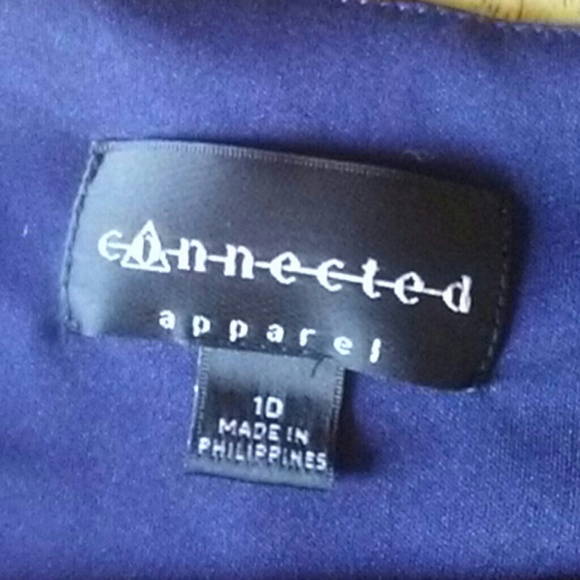 connected
apparel
10
MADE IN
PHILIPPINES